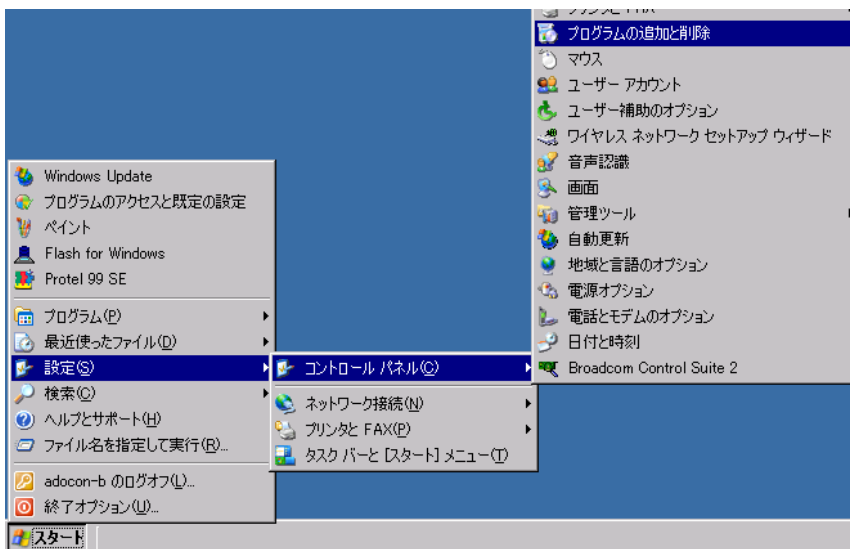 プログラムの追加と削除
マウス
ユーザー アカウント
ユーザー補助のオプション
ワイヤレス ネットワーク セットアップ ウィザード
音声認識
画面
管理ツール
自動更新
地域と言語のオプション
電源オプション
電話とモデムのオプション
日付と時刻
Broadcom Control Suite 2
Windows Update
プログラムのアクセスと既定の設定
ペイント
Flash for Windows
Protel 99 SE
プログラム(P)
最近使ったファイル(D)
設定(S)
検索(C)
ヘルプとサポート(H)
ファイル名を指定して実行(R)...
adocon-b のログオフ(L)...
終了オプション(U)...
コントロール パネル(C)
ネットワーク接続(N)
プリンタと FAX(P)
タスク バーと [スタート] メニュー(T)
スタート